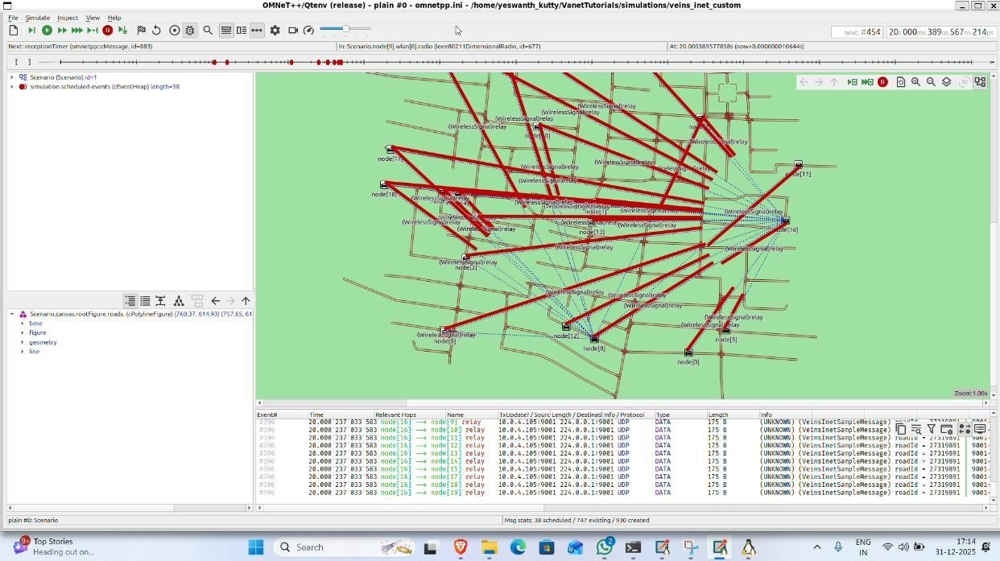 OMNeT++/Qtenv (release) - plain #0 - omnetpp.ini - /home/yeswanth_kutty/VanetTutorials/simulations/veins_inet_custom
File Simulate Inspect View Help
next: #454 20s 000ms 389us 567ns 214ps
Next: receptionTimer (omnetpp::cMessage, id=883) In: Scenario.node[9].wlan[0].radio (Ieee80211DimensionalRadio, id=677) At: 20.000389577858s (now+0.000000010644s)
Scenario (Scenario) id=1
simulation.scheduled-events (cEventHeap) length=38
(WirelessSignal)relay
(WirelessSignal)relay
(WirelessSignal)relay
(WirelessSignal)relay
node[17]
(WirelessSignal)relay
(WirelessSignal)relay
(WirelessSignal)relay
(WirelessSignal)relay
node[11]
(WirelessSignal)relay
node[18]
(WirelessSignal)relay
(WirelessSignal)relay
node[1]
(WirelessSignal)relay
(WirelessSignal)relay
(WirelessSignal)relay
(WirelessSignal)relay
(WirelessSignal)relay
node[13]
node[16]
(WirelessSignal)relay
(WirelessSignal)relay
(WirelessSignal)relay
node[3]
(WirelessSignal)relay
(WirelessSignal)relay
(WirelessSignal)relay
(WirelessSignal)relay
(WirelessSignal)relay
(WirelessSignal)relay
node[9]
node[12]
node[8]
node[5]
node[0]
Zoom:1.00x
Scenario.canvas.rootFigure.roads. (cPolylineFigure) (760.37, 614.93) (757.65, 61
base
figure
geometry
line
Event# Time Relevant Hops Name TxUpdate? / Sourc Length / Destinati Info / Protocol Type Length Info
#396 20.000 237 033 583 node[16] --> node[9] relay 10.0.4.105:9001 224.0.0.1:9001 UDP DATA 175 B (UNKNOWN) (VeinsInetSampleMessage)
#396 20.000 237 033 583 node[16] --> node[10] relay 10.0.4.105:9001 224.0.0.1:9001 UDP DATA 175 B (UNKNOWN) (VeinsInetSampleMessage)
#396 20.000 237 033 583 node[16] --> node[11] relay 10.0.4.105:9001 224.0.0.1:9001 UDP DATA 175 B (UNKNOWN) (VeinsInetSampleMessage) roadId = 27319891 9001-
#396 20.000 237 033 583 node[16] --> node[12] relay 10.0.4.105:9001 224.0.0.1:9001 UDP DATA 175 B (UNKNOWN) (VeinsInetSampleMessage) roadId = 27319891 9001-
#396 20.000 237 033 583 node[16] --> node[13] relay 10.0.4.105:9001 224.0.0.1:9001 UDP DATA 175 B (UNKNOWN) (VeinsInetSampleMessage) roadId = 27319891 9001-
#396 20.000 237 033 583 node[16] --> node[14] relay 10.0.4.105:9001 224.0.0.1:9001 UDP DATA 175 B (UNKNOWN) (VeinsInetSampleMessage) roadId = 27319891 9001-
#396 20.000 237 033 583 node[16] --> node[15] relay 10.0.4.105:9001 224.0.0.1:9001 UDP DATA 175 B (UNKNOWN) (VeinsInetSampleMessage) roadId = 27319891 9001-
#396 20.000 237 033 583 node[16] --> node[17] relay 10.0.4.105:9001 224.0.0.1:9001 UDP DATA 175 B (UNKNOWN) (VeinsInetSampleMessage) roadId = 27319891 9001-
#396 20.000 237 033 583 node[16] --> node[18] relay 10.0.4.105:9001 224.0.0.1:9001 UDP DATA 175 B (UNKNOWN) (VeinsInetSampleMessage) roadId = 27319891 9001-
#396 20.000 237 033 583 node[16] --> node[19] relay 10.0.4.105:9001 224.0.0.1:9001 UDP DATA 175 B (UNKNOWN) (VeinsInetSampleMessage) roadId = 27319891 9001-
plain #0: Scenario Msg stats: 38 scheduled / 747 existing / 930 created
9+ Top Stories
Heading out on...
Search
2
ENG
IN
17:14
31-12-2025